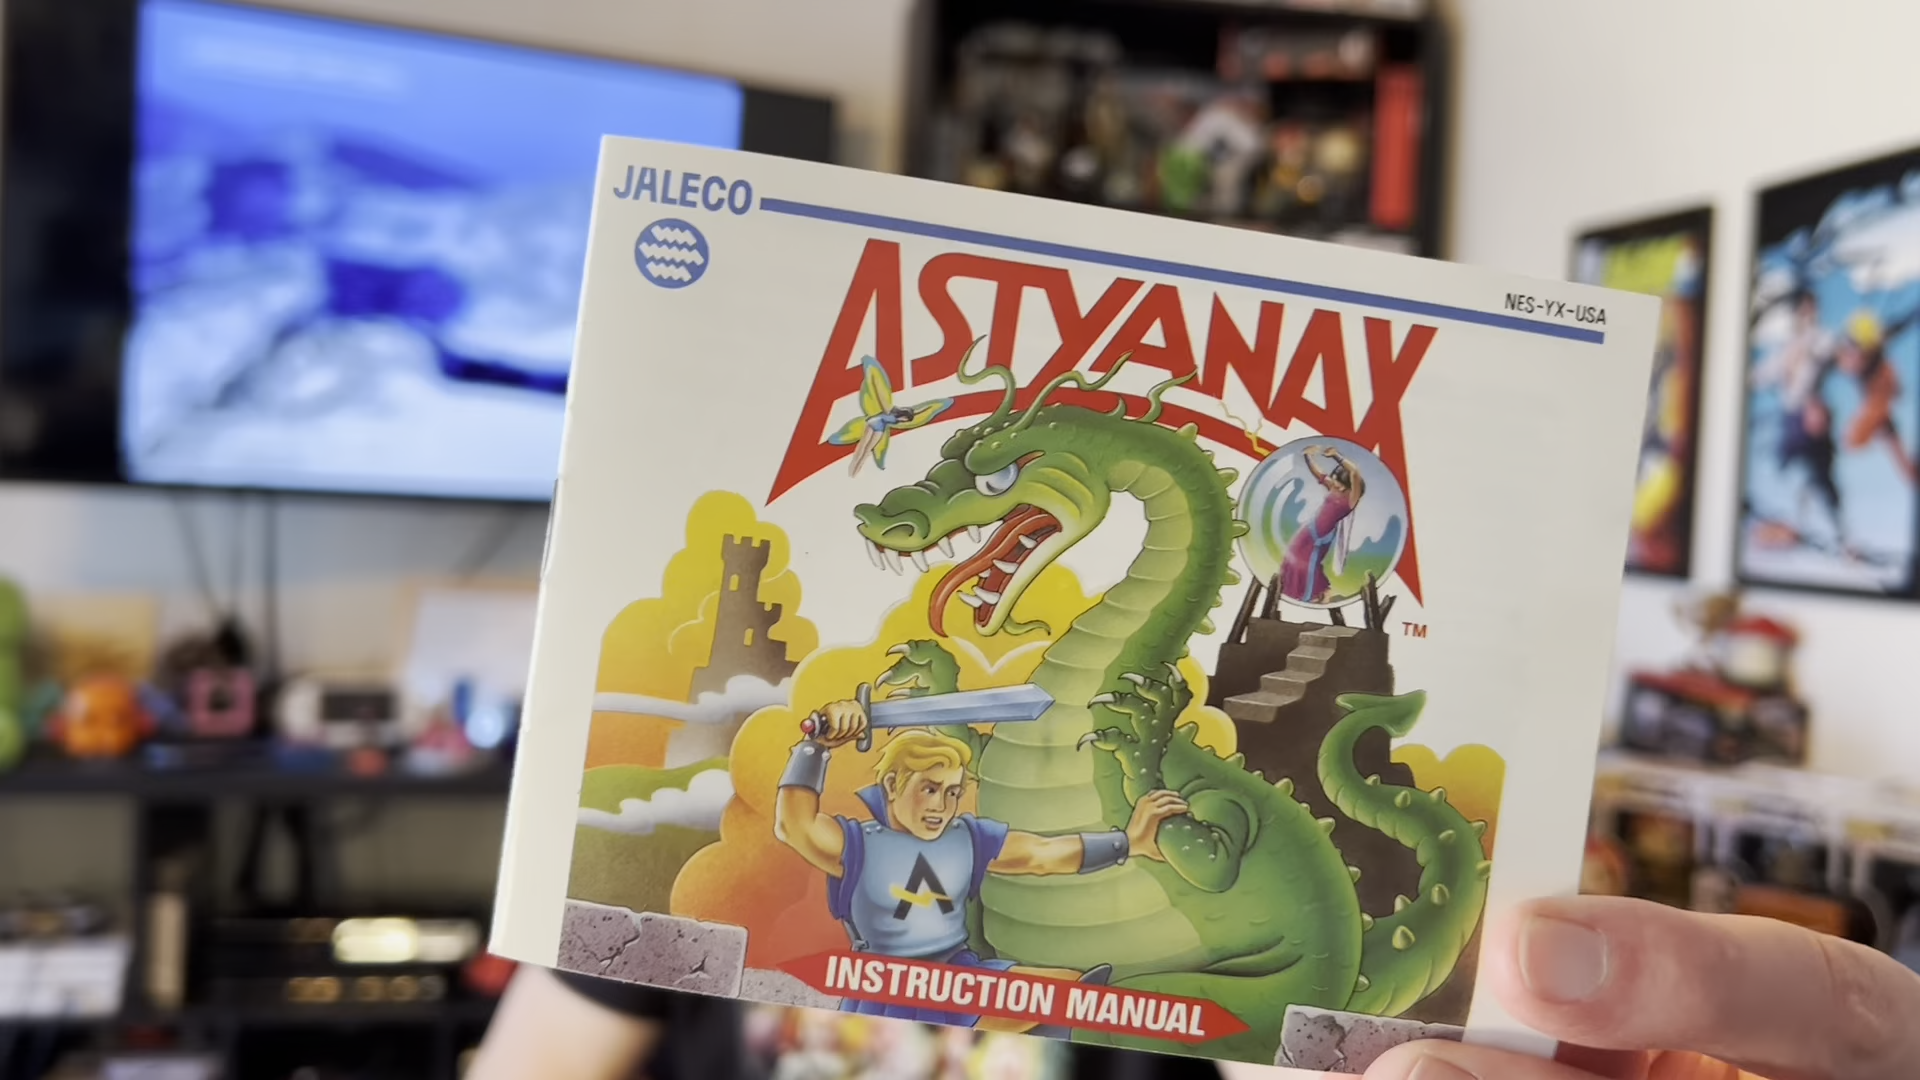 JALECO
NES-YX-USA
ASTYANAX
TM
A
INSTRUCTION MANUAL